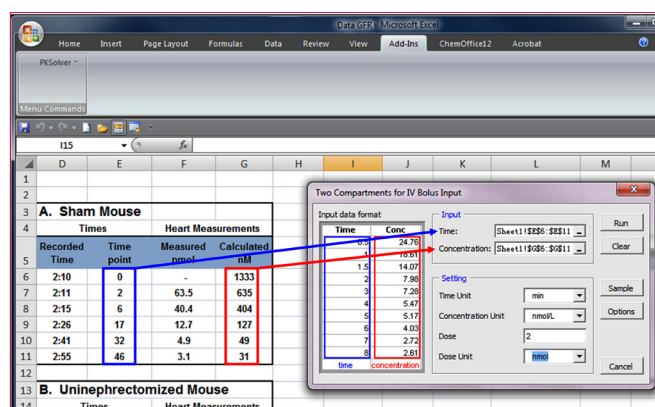 Data GFR Microsoft Excel
Home Insert Page Layout Formulas Data Review View Add-Ins ChemOffice12 Acrobat
PKSolver
Menu Commands
I15 fx
D E F G H I J K L M
1
2
3 A. Sham Mouse
4 Times Heart Measurements
5 Recorded Time Time point Measured pmol Calculated nM
6 2:10 0 - 1333
7 2:11 2 63.5 635
8 2:15 6 40.4 404
9 2:26 17 12.7 127
10 2:41 32 4.9 49
11 2:55 46 3.1 31
12
13 B. Uninephrectomized Mouse
14 Times Heart Measurements
Two Compartments for IV Bolus Input
Input data format
Time Conc
0.5 24.76
1 18.61
1.5 14.07
2 7.98
3 7.28
4 5.47
5 5.17
6 4.03
7 2.72
8 2.61
time concentration
Input
Time: Sheet1!$E$6:$E$11
Concentration: Sheet1!$G$6:$G$11
Setting
Time Unit min
Concentration Unit nmol/L
Dose 2
Dose Unit nmol
Run
Clear
Sample
Options
Cancel